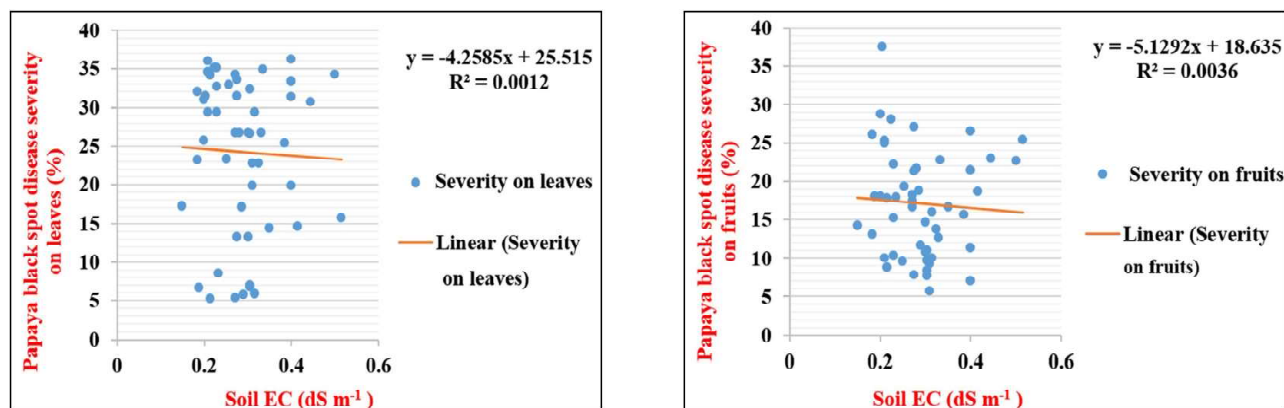 Papaya black spot disease severity
on leaves (%)
40
35
30
25
20
15
10
5
0
0
0.2
0.4
0.6
Soil EC (dS m⁻¹)
y = -4.2585x + 25.515
R² = 0.0012
Severity on leaves
Linear (Severity
on leaves)
Papaya black spot disease severity
on fruits (%)
40
35
30
25
20
15
10
5
0
0
0.2
0.4
0.6
Soil EC (dS m⁻¹)
y = -5.1292x + 18.635
R² = 0.0036
Severity on fruits
Linear (Severity
on fruits)